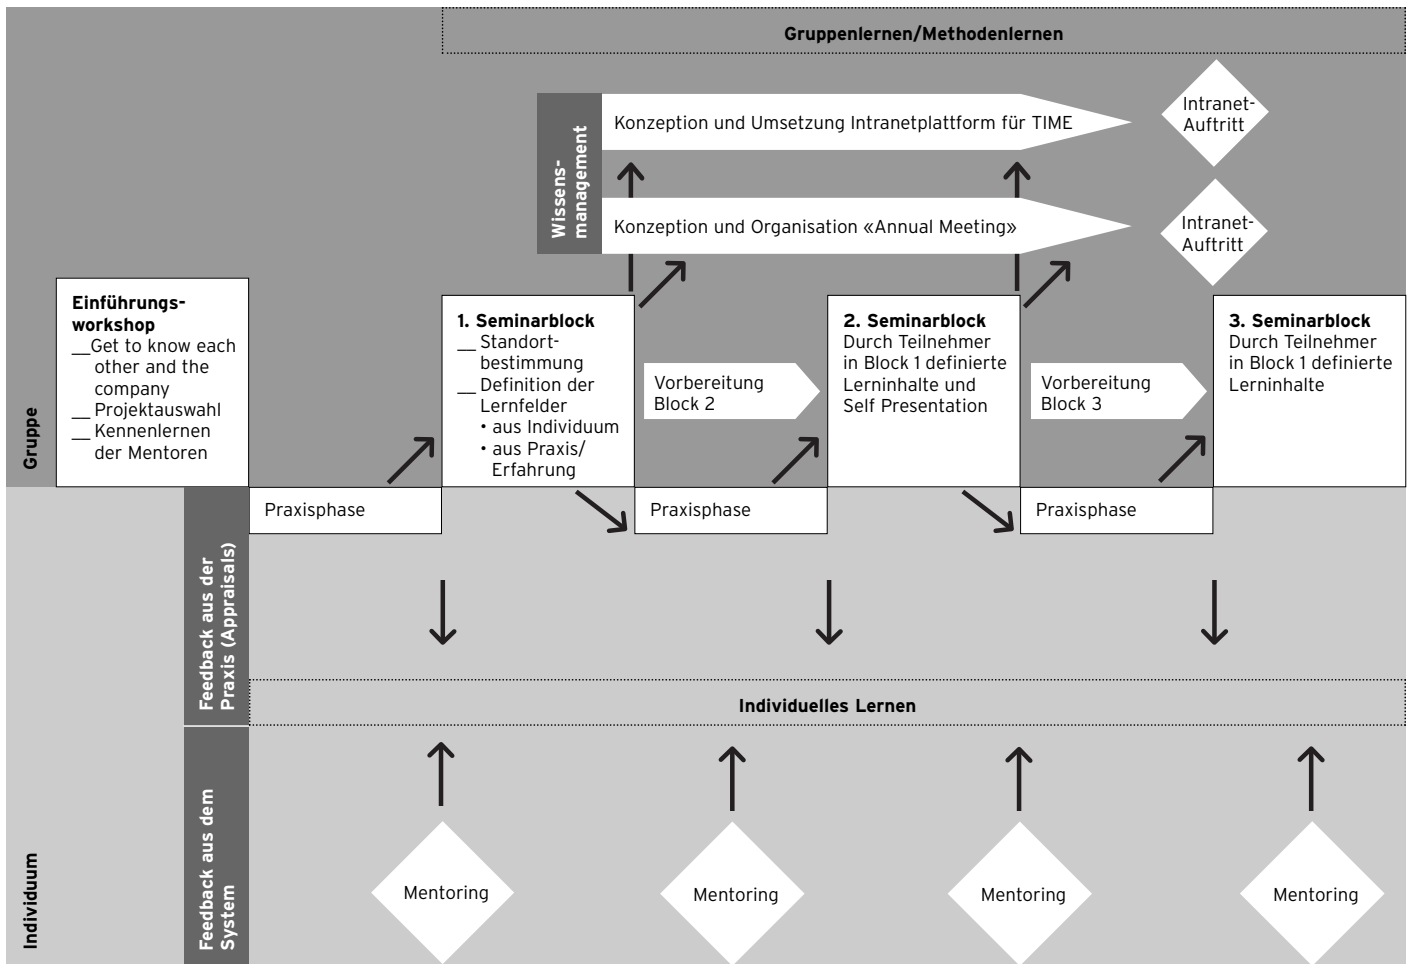 Gruppenlernen/Methodenlernen
Wissens-
management
Konzeption und Umsetzung Intranetplattform für TIME
Intranet-
Auftritt
Konzeption und Organisation «Annual Meeting»
Intranet-
Auftritt
Gruppe
Einführungs-
workshop
__Get to know each
other and the
company
__ Projektauswahl
__ Kennenlernen
der Mentoren
1. Seminarblock
__ Standort-
bestimmung
__ Definition der
Lernfelder
• aus Individuum
• aus Praxis/
Erfahrung
Vorbereitung
Block 2
2. Seminarblock
Durch Teilnehmer
in Block 1 definierte
Lerninhalte und
Self Presentation
Vorbereitung
Block 3
3. Seminarblock
Durch Teilnehmer
in Block 1 definierte
Lerninhalte
Praxisphase
Praxisphase
Praxisphase
Feedback aus der
Praxis (Appraisals)
Individuelles Lernen
Individuum
Feedback aus dem
System
Mentoring
Mentoring
Mentoring
Mentoring